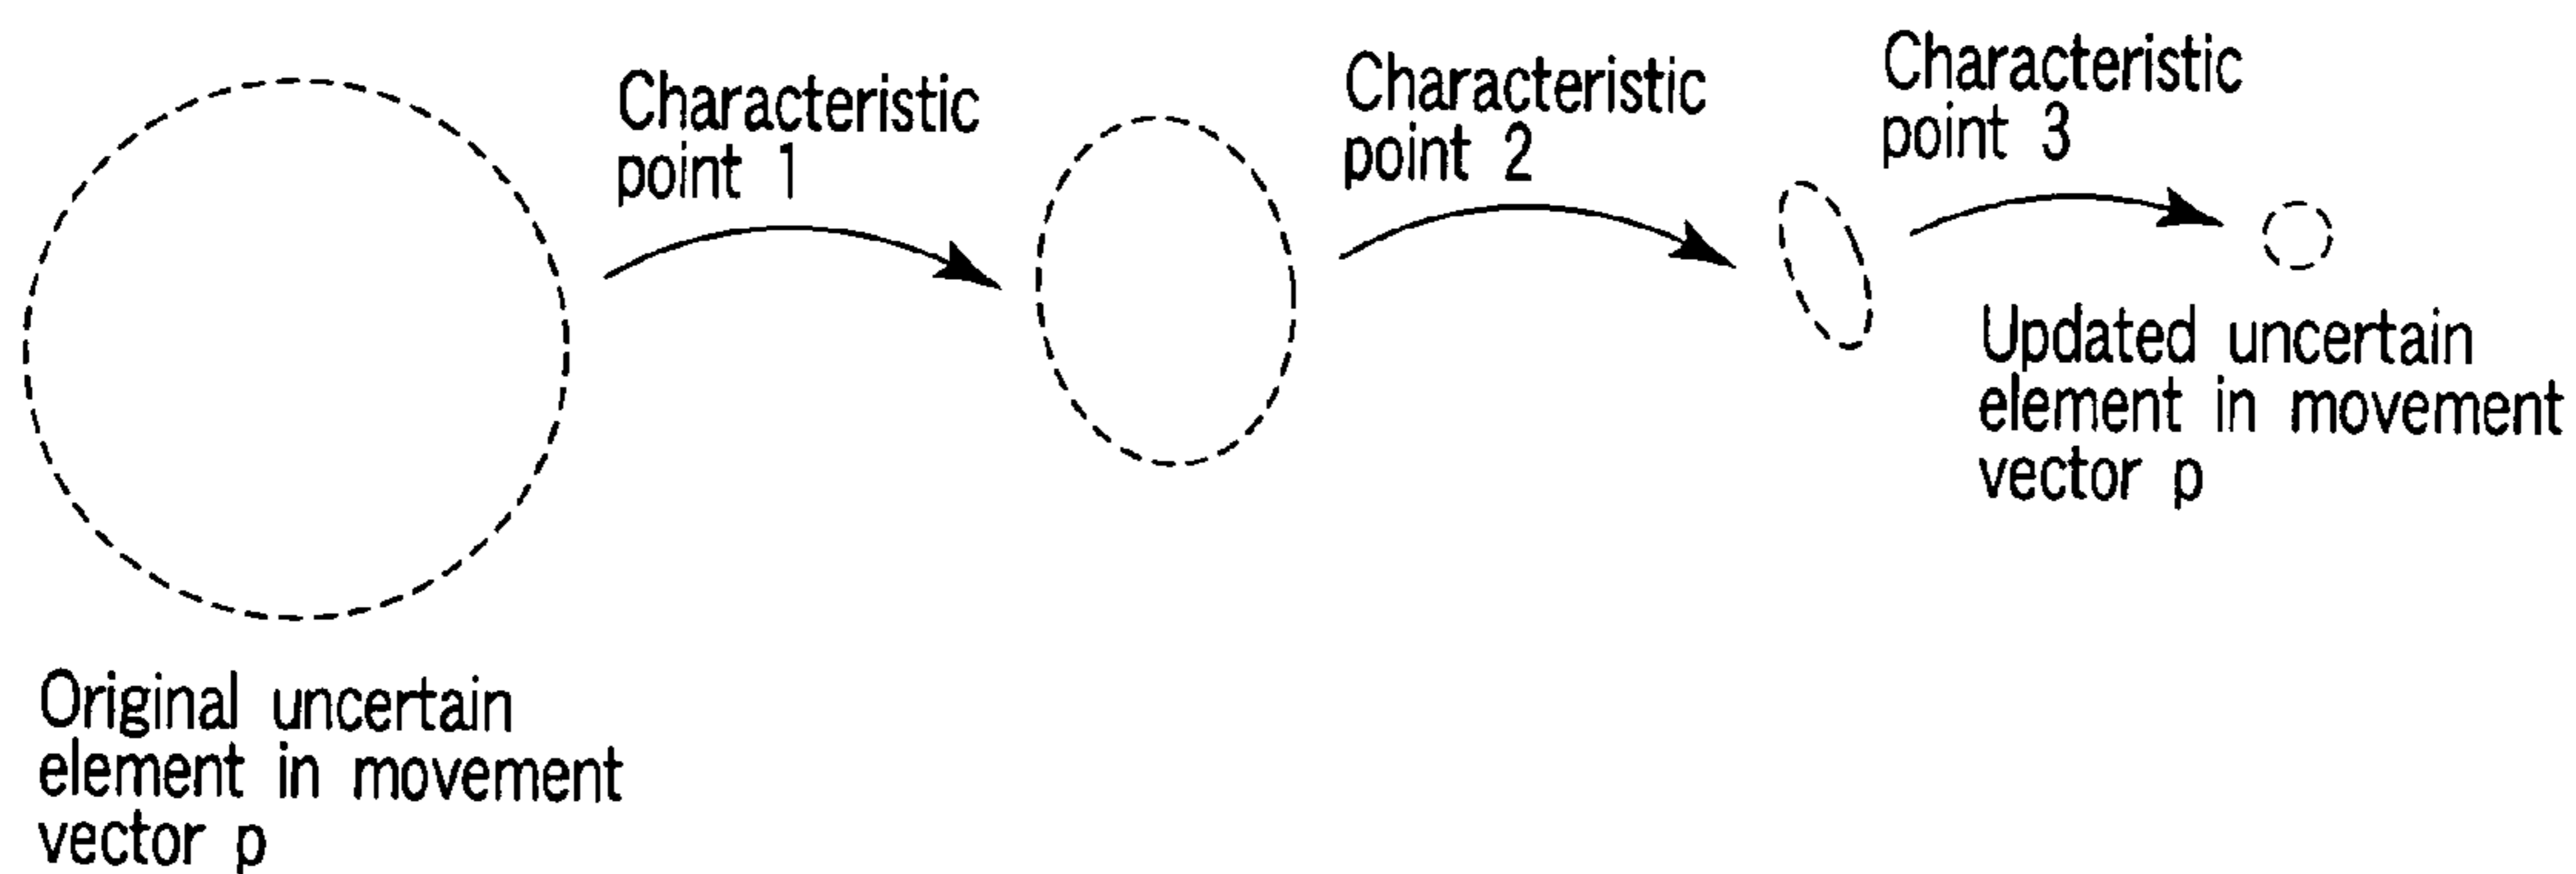 Characteristic
point 1
Characteristic
point 2
Characteristic
point 3
Updated uncertain
element in movement
vector p
Original uncertain
element in movement
vector p